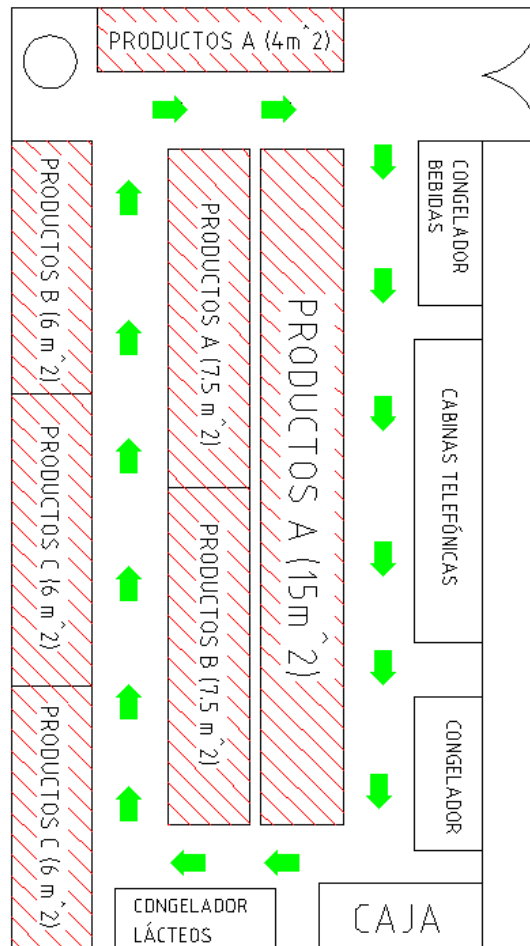 PRODUCTOS A (4m^2)
CONGELADOR
BEBIDAS
PRODUCTOS B (6 m^2)
PRODUCTOS A (7.5 m^2)
PRODUCTOS A (15m^2)
CABINAS TELEFÓNICAS
PRODUCTOS C (6 m^2)
PRODUCTOS B (7.5 m^2)
CONGELADOR
PRODUCTOS C (6 m^2)
CONGELADOR
LÁCTEOS
CAJA